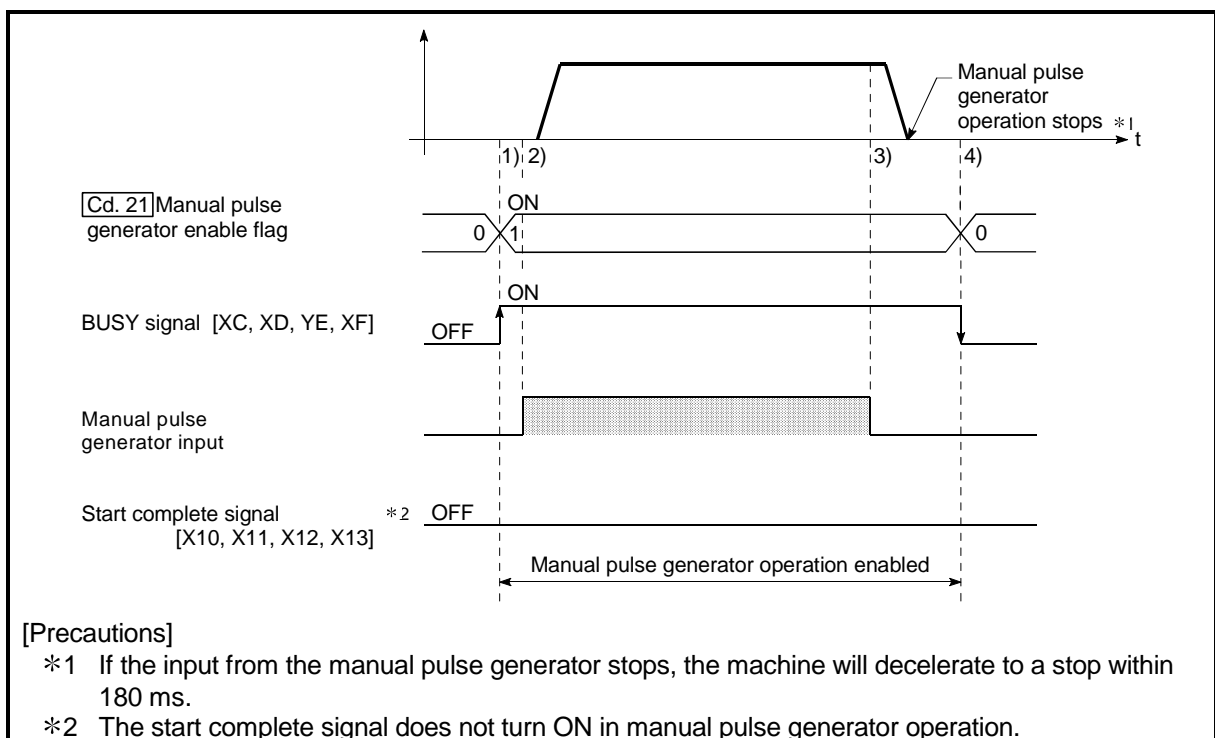 Manual pulse
generator
operation stops *1
t
1) 2) 3) 4)
Cd. 21 Manual pulse
generator enable flag
ON
0 1 0
ON
BUSY signal [XC, XD, YE, XF]
OFF
Manual pulse
generator input
Start complete signal *2 OFF
[X10, X11, X12, X13]
Manual pulse generator operation enabled
[Precautions]
*1 If the input from the manual pulse generator stops, the machine will decelerate to a stop within
180 ms.
*2 The start complete signal does not turn ON in manual pulse generator operation.